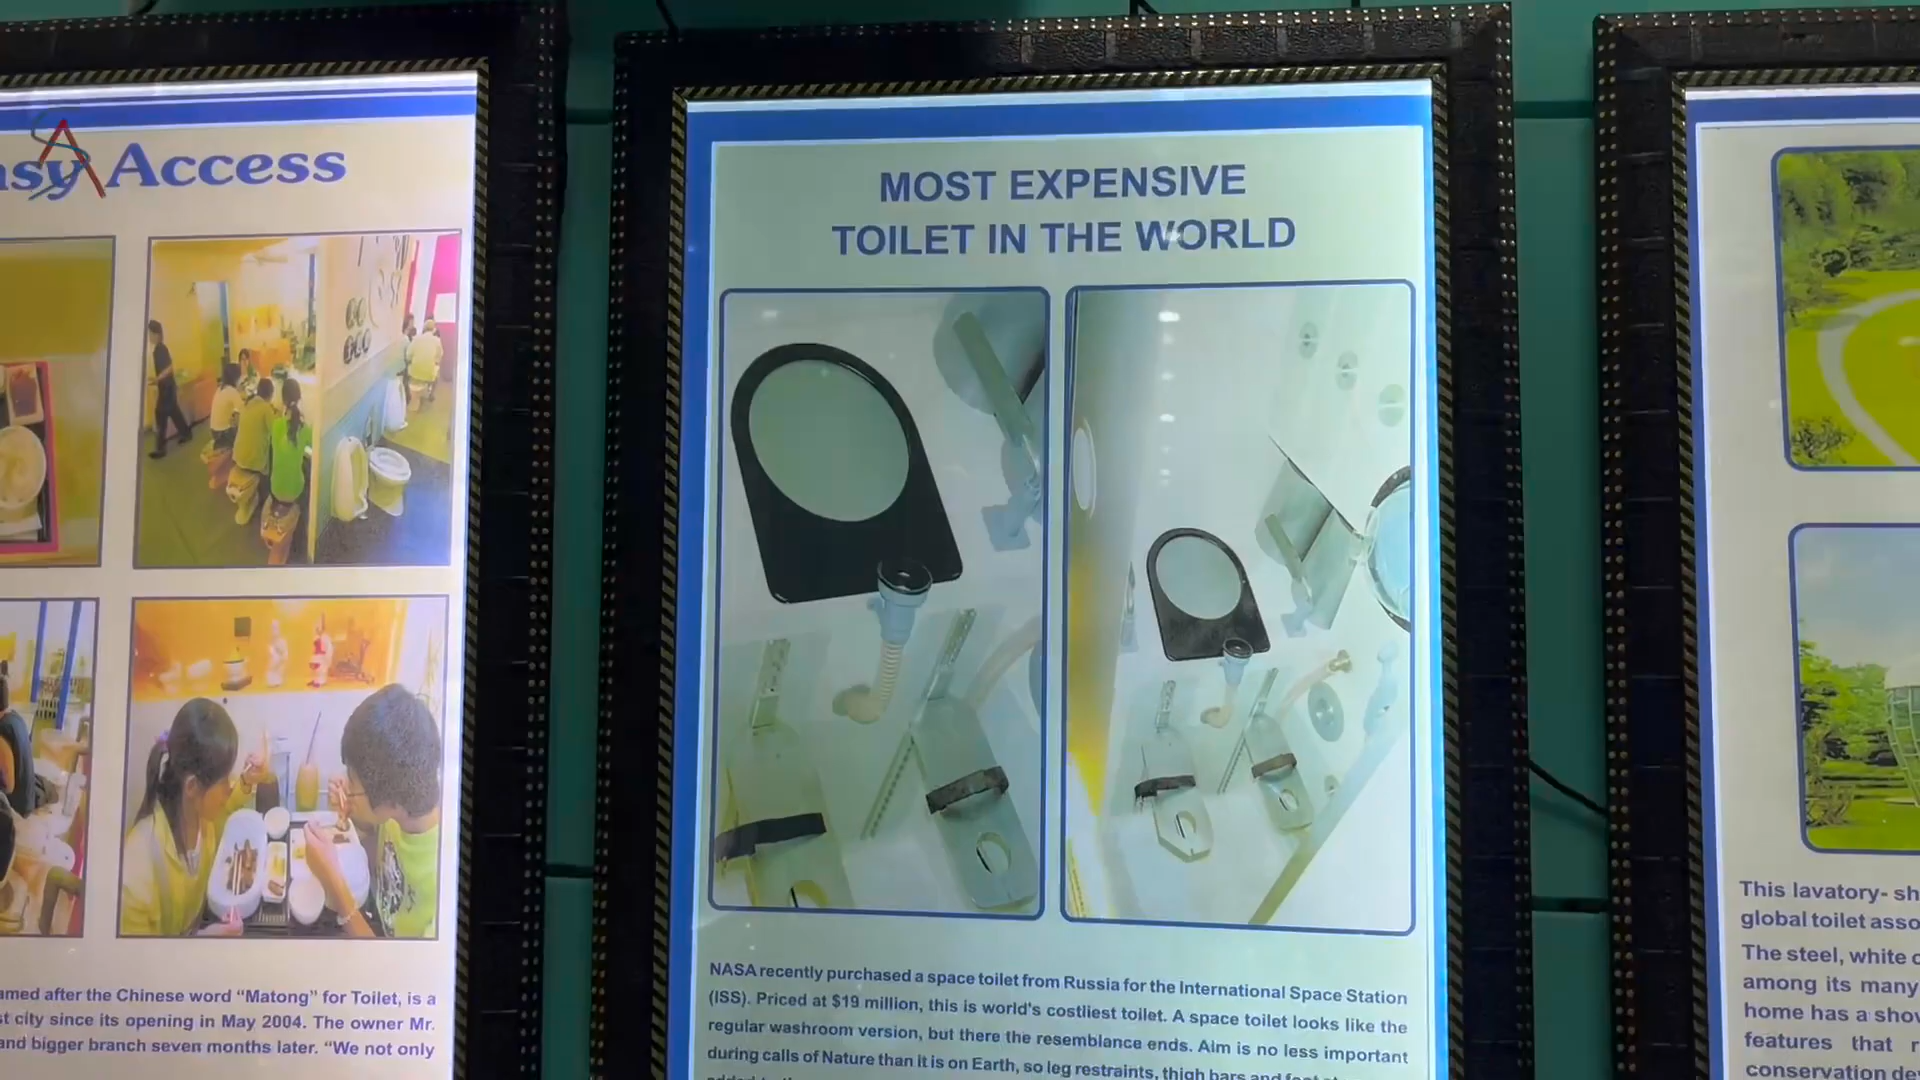 Access
amed after the Chinese word “Matong” for Toilet, is a
st city since its opening in May 2004. The owner Mr.
and bigger branch seven months later. “We not only
MOST EXPENSIVE
TOILET IN THE WORLD
NASA recently purchased a space toilet from Russia for the International Space Station
(ISS). Priced at $19 million, this is world's costliest toilet. A space toilet looks like the
regular washroom version, but there the resemblance ends. Aim is no less important
during calls of Nature than it is on Earth, so leg restraints, thigh bars and
This lavatory- sh
global toilet asso
The steel, white
among its many
home has a show
features that
conservation dev